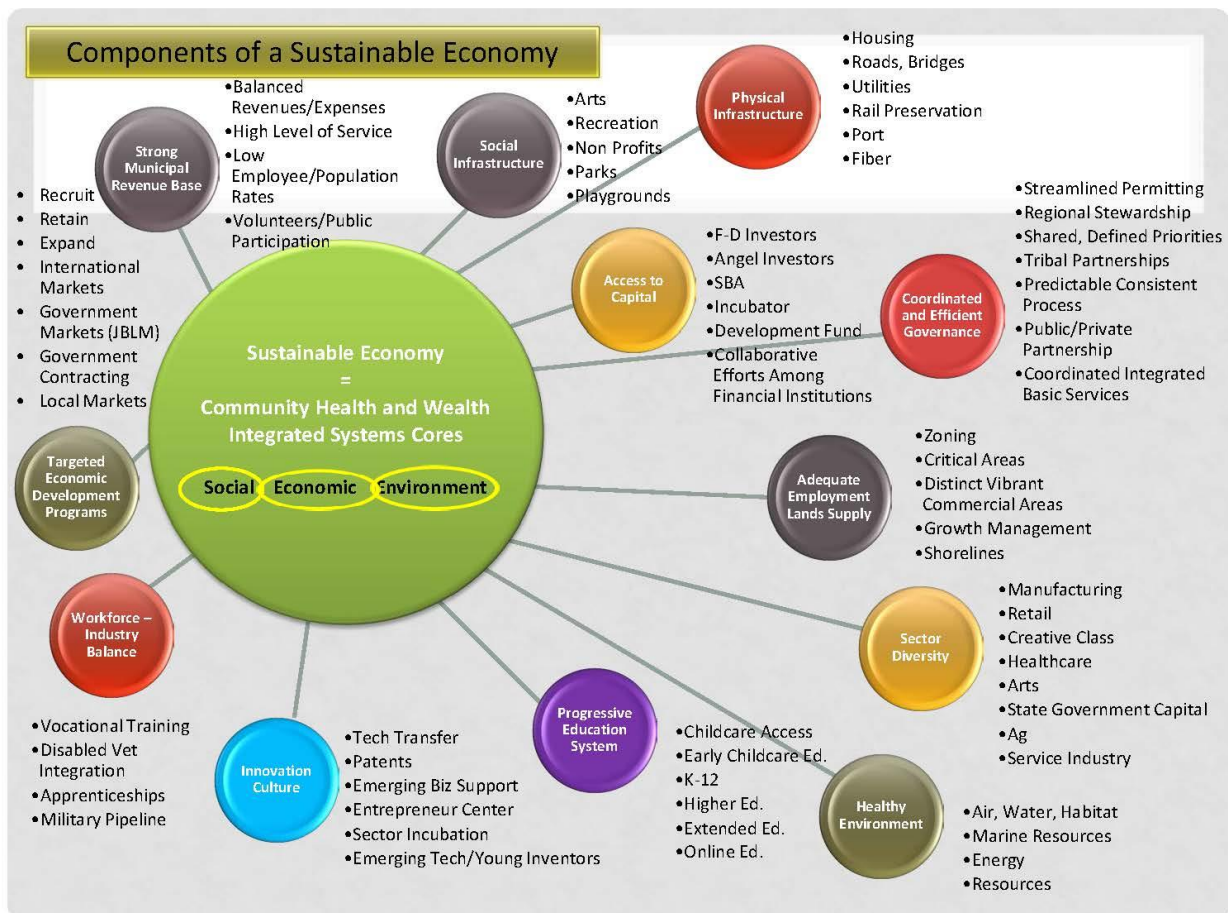 Components of a Sustainable Economy
Strong
Municipal
Revenue Base
•Balanced
Revenues/Expenses
•High Level of Service
•Low
Employee/Population
Rates
•Volunteers/Public
Participation
Social
Infrastructure
•Arts
•Recreation
•Non Profits
•Parks
•Playgrounds
Physical
Infrastructure
•Housing
•Roads, Bridges
•Utilities
•Rail Preservation
•Port
•Fiber
• Recruit
• Retain
• Expand
• International
Markets
• Government
Markets (JBLM)
• Government
Contracting
• Local Markets
Targeted
Economic
Development
Programs
Sustainable Economy
=
Community Health and Wealth
Integrated Systems Cores
Social Economic Environment
Access to
Capital
•F-D Investors
•Angel Investors
•SBA
•Incubator
•Development Fund
•Collaborative
Efforts Among
Financial Institutions
Coordinated
and Efficient
Governance
•Streamlined Permitting
•Regional Stewardship
•Shared, Defined Priorities
•Tribal Partnerships
•Predictable Consistent
Process
•Public/Private
Partnership
•Coordinated Integrated
Basic Services
Adequate
Employment
Lands Supply
•Zoning
•Critical Areas
•Distinct Vibrant
Commercial Areas
•Growth Management
•Shorelines
Sector
Diversity
•Manufacturing
•Retail
•Creative Class
•Healthcare
•Arts
•State Government Capital
•Ag
•Service Industry
Workforce –
Industry
Balance
•Vocational Training
•Disabled Vet
Integration
•Apprenticeships
•Military Pipeline
Innovation
Culture
•Tech Transfer
•Patents
•Emerging Biz Support
•Entrepreneur Center
•Sector Incubation
•Emerging Tech/Young Inventors
Progressive
Education
System
•Childcare Access
•Early Childcare Ed.
•K-12
•Higher Ed.
•Extended Ed.
•Online Ed.
Healthy
Environment
•Air, Water, Habitat
•Marine Resources
•Energy
•Resources